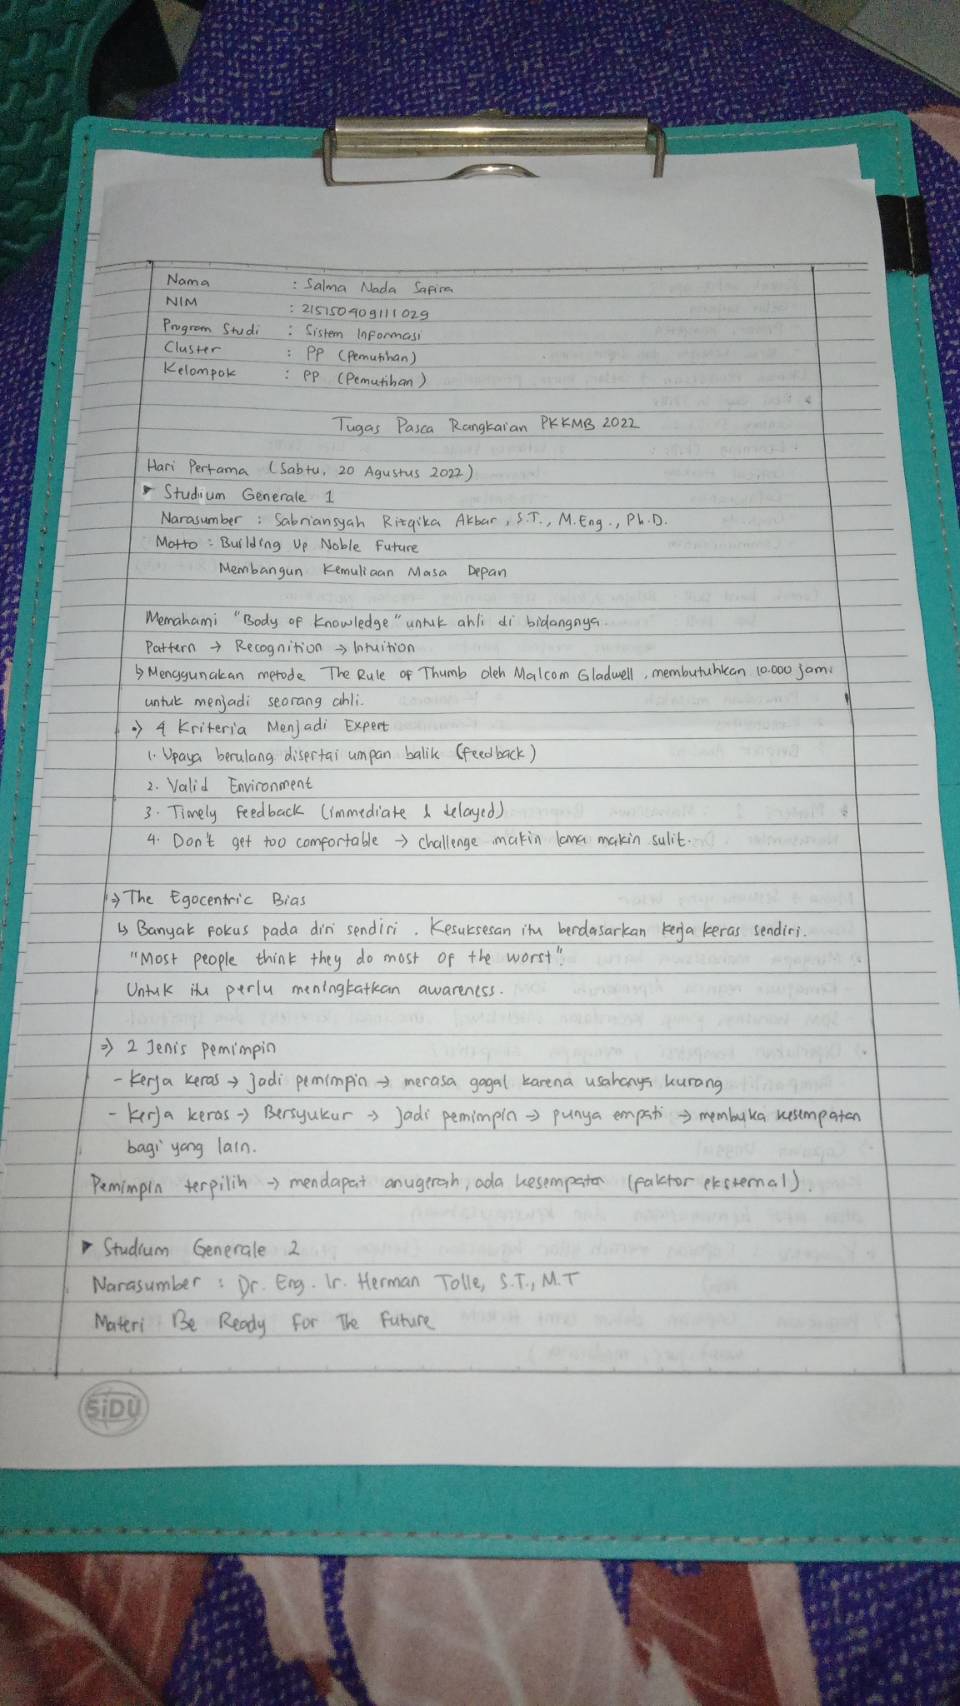 Nama : Salma Nada Safira
NIM : 215150409111029
Program Studi : Sistem Informasi
Cluster : PP (Pemutihan)
Kelompok : PP (Pemutihan)
Tugas Pasca Rangkaian PKKMB 2022
Hari Pertama (Sabtu, 20 Agustus 2022)
▶ Studium Generale 1
Narasumber : Sabriansyah Rizqika Akbar, S.T., M.Eng., Ph.D.
Motto : Building Up Noble Future
Membangun Kemuliaan Masa Depan
Memahami "Body of Knowledge" untuk ahli di bidangnya.
Pattern → Recognition → Intuition
↳ Menggunakan metode The Rule of Thumb oleh Malcom Gladwell, membutuhkan 10.000 jam
untuk menjadi seorang ahli.
⇒ 4 Kriteria Menjadi Expert
1. Upaya berulang disertai umpan balik (feedback)
2. Valid Environment
3. Timely Feedback (immediate & delayed)
4. Don't get too comfortable → challenge makin lama makin sulit.
⇒ The Egocentric Bias
↳ Banyak fokus pada diri sendiri. Kesuksesan itu berdasarkan kerja keras sendiri.
"Most people think they do most of the worst".
Untuk itu perlu meningkatkan awareness.
⇒ 2 Jenis pemimpin
- Kerja keras → jadi pemimpin → merasa gagal karena usahanya kurang
- Kerja keras → Bersyukur → jadi pemimpin → punya empati → membuka kesempatan
bagi yang lain.
Pemimpin terpilih → mendapat anugerah, ada kesempatan (faktor eksternal).
▶ Studium Generale 2
Narasumber : Dr. Eng. Ir. Herman Tolle, S.T., M.T
Materi : Be Ready For The Future
SiDU